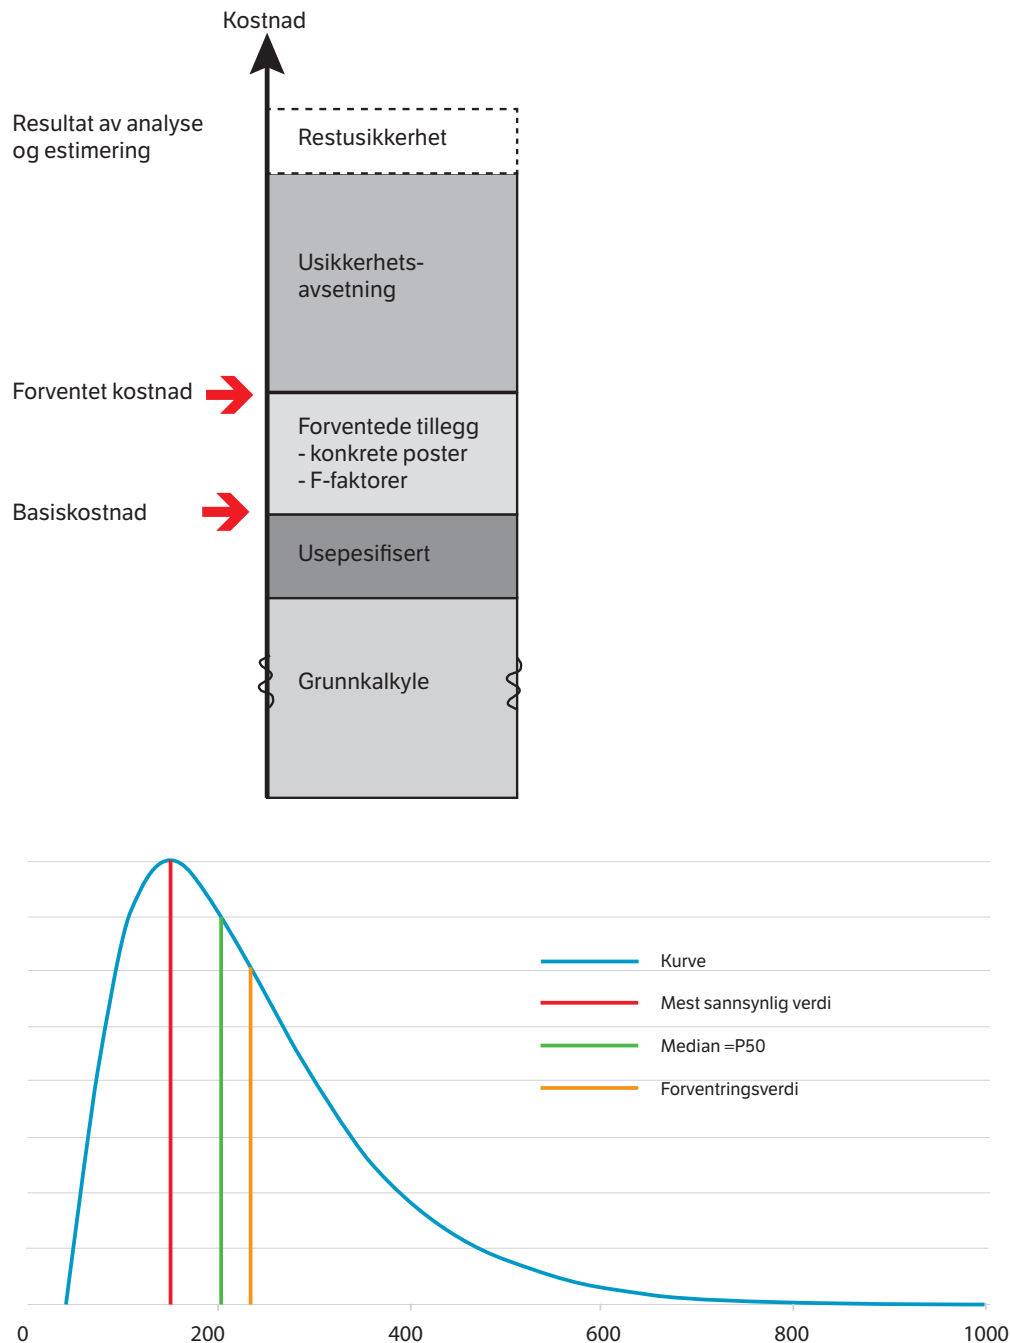 Kostnad
Resultat av analyse
og estimering
Restusikkerhet
Usikkerhets-
avsetning
Forventet kostnad
Forventede tillegg
- konkrete poster
- F-faktorer
Basiskostnad
Usepesifisert
Grunnkalkyle
Kurve
Mest sannsynlig verdi
Median =P50
Forventringsverdi
0 200 400 600 800 1000